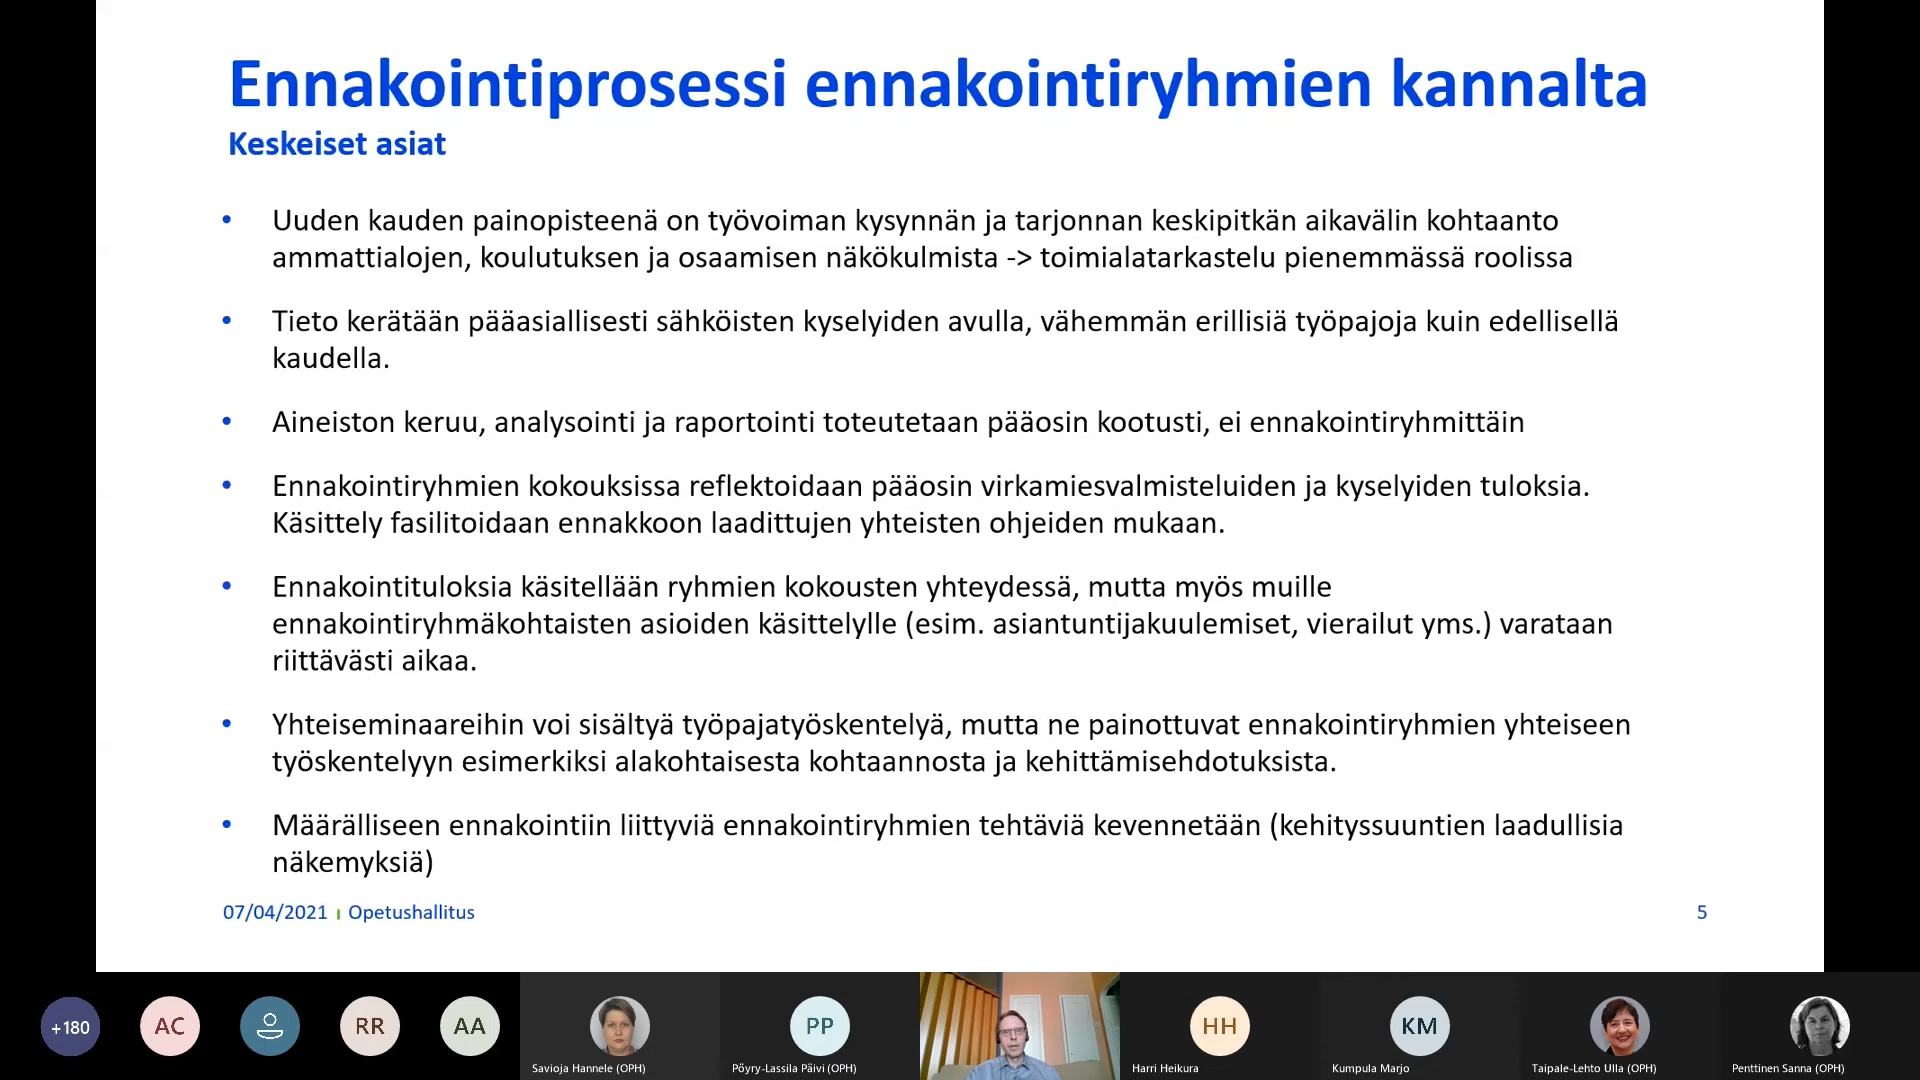 Ennakointiprosessi ennakointiryhmien kannalta
Keskeiset asiat
• Uuden kauden painopisteenä on työvoiman kysynnän ja tarjonnan keskipitkän aikavälin kohtaanto
ammattialojen, koulutuksen ja osaamisen näkökulmista -> toimialatarkastelu pienemmässä roolissa
• Tieto kerätään pääasiallisesti sähköisten kyselyiden avulla, vähemmän erillisiä työpajoja kuin edellisellä
kaudella.
• Aineiston keruu, analysointi ja raportointi toteutetaan pääosin kootusti, ei ennakointiryhmittäin
• Ennakointiryhmien kokouksissa reflektoidaan pääosin virkamiesvalmisteluiden ja kyselyiden tuloksia.
Käsittely fasilitoidaan ennakkoon laadittujen yhteisten ohjeiden mukaan.
• Ennakointituloksia käsitellään ryhmien kokousten yhteydessä, mutta myös muille
ennakointiryhmäkohtaisten asioiden käsittelylle (esim. asiantuntijakuulemiset, vierailut yms.) varataan
riittävästi aikaa.
• Yhteiseminaareihin voi sisältyä työpajatyöskentelyä, mutta ne painottuvat ennakointiryhmien yhteiseen
työskentelyyn esimerkiksi alakohtaisesta kohtaannosta ja kehittämisehdotuksista.
• Määrälliseen ennakointiin liittyviä ennakointiryhmien tehtäviä kevennetään (kehityssuuntien laadullisia
näkemyksiä)
07/04/2021 Opetushallitus 5
+180 AC RR AA PP HH KM
Savioja Hannele (OPH) Pöyry-Lassila Päivi (OPH) Harri Heikura Kumpula Marjo Taipale-Lehto Ulla (OPH) Penttinen Sanna (OPH)